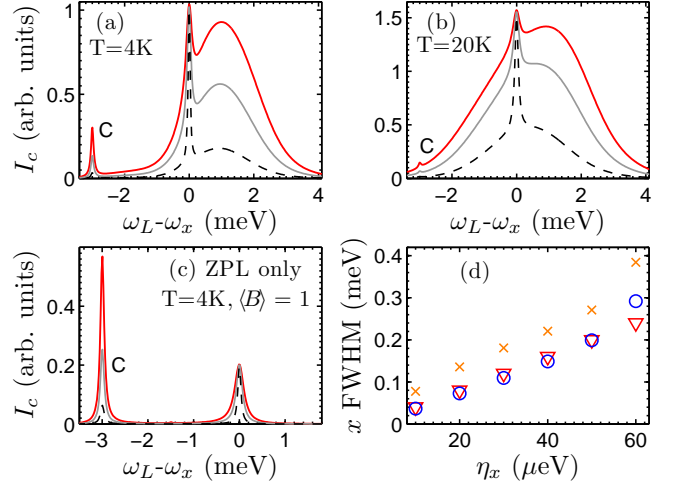 (a)
T=4K
C
I_c (arb. units)
0
0.5
1
−2
0
2
4
ω_L-ω_x (meV)
(b)
T=20K
C
0
0.5
1
1.5
−2
0
2
4
ω_L-ω_x (meV)
(c) ZPL only
T=4K, ⟨B⟩ = 1
C
I_c (arb. units)
0
0.2
0.4
−3
−2
−1
0
1
ω_L-ω_x (meV)
(d)
x FWHM (meV)
0
0.1
0.2
0.3
0.4
20
40
60
η_x (μeV)